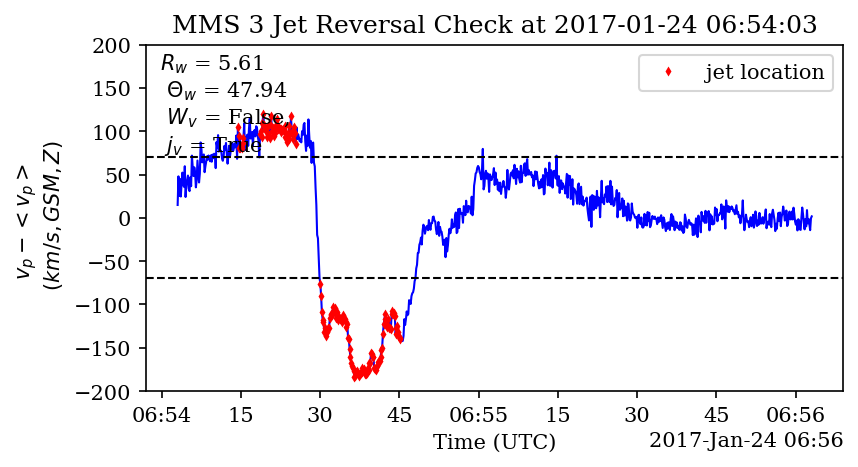 MMS 3 Jet Reversal Check at 2017-01-24 06:54:03
R_w = 5.61
Θ_w = 47.94
W_v = False,
j_v = True
jet location
200
150
100
50
0
−50
−100
−150
−200
v_p − < v_p >
(km/s, GSM, Z)
06:54 15 30 45 06:55 15 30 45 06:56
Time (UTC)
2017-Jan-24 06:56